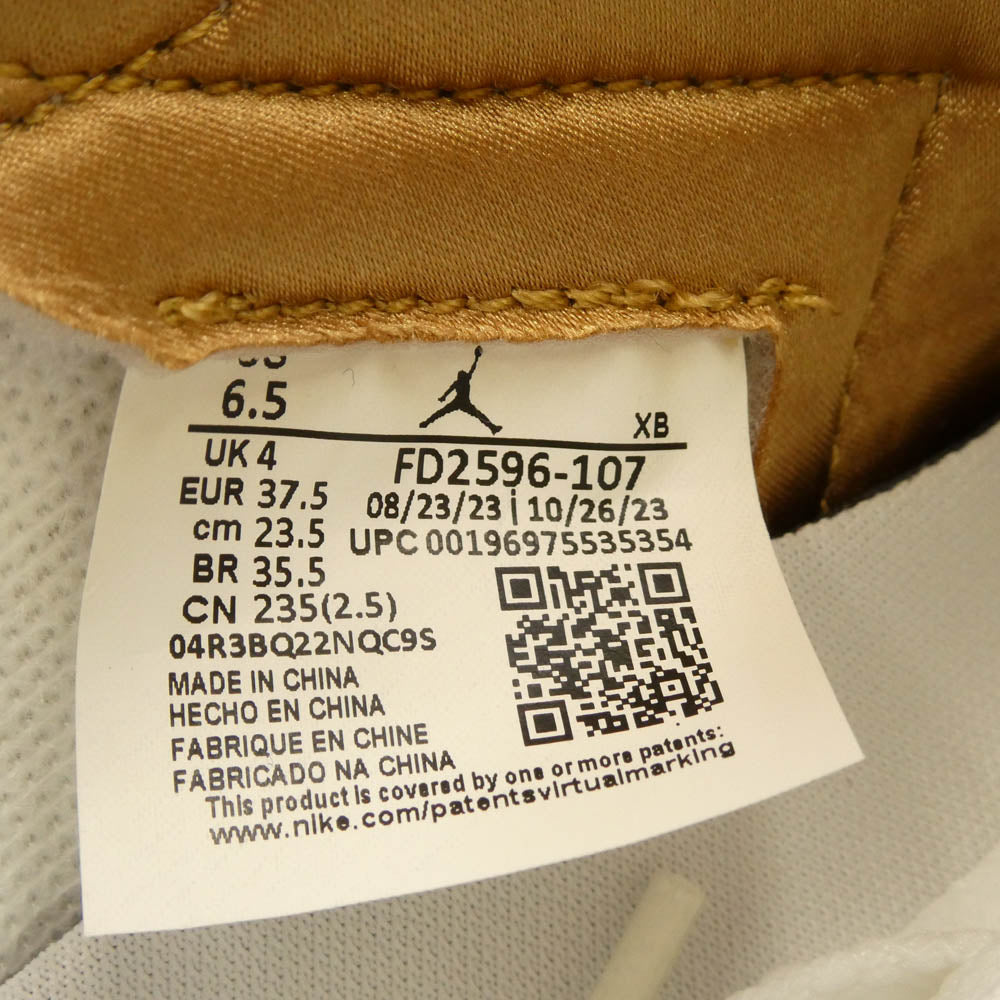 6.5
XB
UK 4
FD2596-107
EUR 37.5
08/23/23 | 10/26/23
cm 23.5
UPC 00196975535354
BR 35.5
CN 235(2.5)
04R3BQ22NQC9S
MADE IN CHINA
HECHO EN CHINA
FABRIQUE EN CHINE
FABRICADO NA CHINA
This product is covered by one or more patents:
www.nike.com/patentsvirtualmarking